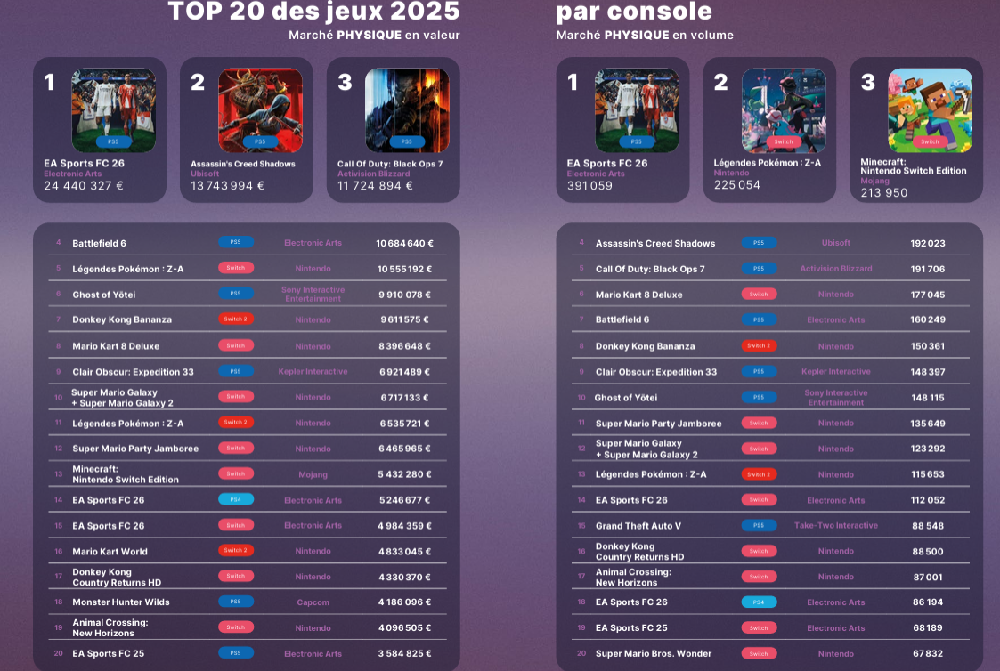 TOP 20 des jeux 2025
Marché PHYSIQUE en valeur
1
PS5
EA Sports FC 26
Electronic Arts
24 440 327 €
2
PS5
Assassin's Creed Shadows
Ubisoft
13 743 994 €
3
PS5
Call Of Duty: Black Ops 7
Activision Blizzard
11 724 894 €
4 Battlefield 6 PS5 Electronic Arts 10 684 640 €
5 Légendes Pokémon : Z-A Switch Nintendo 10 555 192 €
6 Ghost of Yōtei PS5 Sony Interactive Entertainment 9 910 078 €
7 Donkey Kong Bananza Switch 2 Nintendo 9 611 575 €
8 Mario Kart 8 Deluxe Switch Nintendo 8 396 648 €
9 Clair Obscur: Expedition 33 PS5 Kepler Interactive 6 921 489 €
10 Super Mario Galaxy + Super Mario Galaxy 2 Switch Nintendo 6 717 133 €
11 Légendes Pokémon : Z-A Switch 2 Nintendo 6 535 721 €
12 Super Mario Party Jamboree Switch Nintendo 6 465 965 €
13 Minecraft: Nintendo Switch Edition Switch Mojang 5 432 280 €
14 EA Sports FC 26 PS4 Electronic Arts 5 246 677 €
15 EA Sports FC 26 Switch Electronic Arts 4 984 359 €
16 Mario Kart World Switch 2 Nintendo 4 833 045 €
17 Donkey Kong Country Returns HD Switch Nintendo 4 330 370 €
18 Monster Hunter Wilds PS5 Capcom 4 186 096 €
19 Animal Crossing: New Horizons Switch Nintendo 4 096 505 €
20 EA Sports FC 25 PS5 Electronic Arts 3 584 825 €
par console
Marché PHYSIQUE en volume
1
PS5
EA Sports FC 26
Electronic Arts
391 059
2
Switch
Légendes Pokémon : Z-A
Nintendo
225 054
3
Switch
Minecraft:
Nintendo Switch Edition
Mojang
213 950
4 Assassin's Creed Shadows PS5 Ubisoft 192 023
5 Call Of Duty: Black Ops 7 PS5 Activision Blizzard 191 706
6 Mario Kart 8 Deluxe Switch Nintendo 177 045
7 Battlefield 6 PS5 Electronic Arts 160 249
8 Donkey Kong Bananza Switch 2 Nintendo 150 361
9 Clair Obscur: Expedition 33 PS5 Kepler Interactive 148 397
10 Ghost of Yōtei PS5 Sony Interactive Entertainment 148 115
11 Super Mario Party Jamboree Switch Nintendo 135 649
12 Super Mario Galaxy + Super Mario Galaxy 2 Switch Nintendo 123 292
13 Légendes Pokémon : Z-A Switch 2 Nintendo 115 653
14 EA Sports FC 26 Switch Electronic Arts 112 052
15 Grand Theft Auto V PS5 Take-Two Interactive 88 548
16 Donkey Kong Country Returns HD Switch Nintendo 88 500
17 Animal Crossing: New Horizons Switch Nintendo 87 001
18 EA Sports FC 26 PS4 Electronic Arts 86 194
19 EA Sports FC 25 Switch Electronic Arts 68 189
20 Super Mario Bros. Wonder Switch Nintendo 67 832